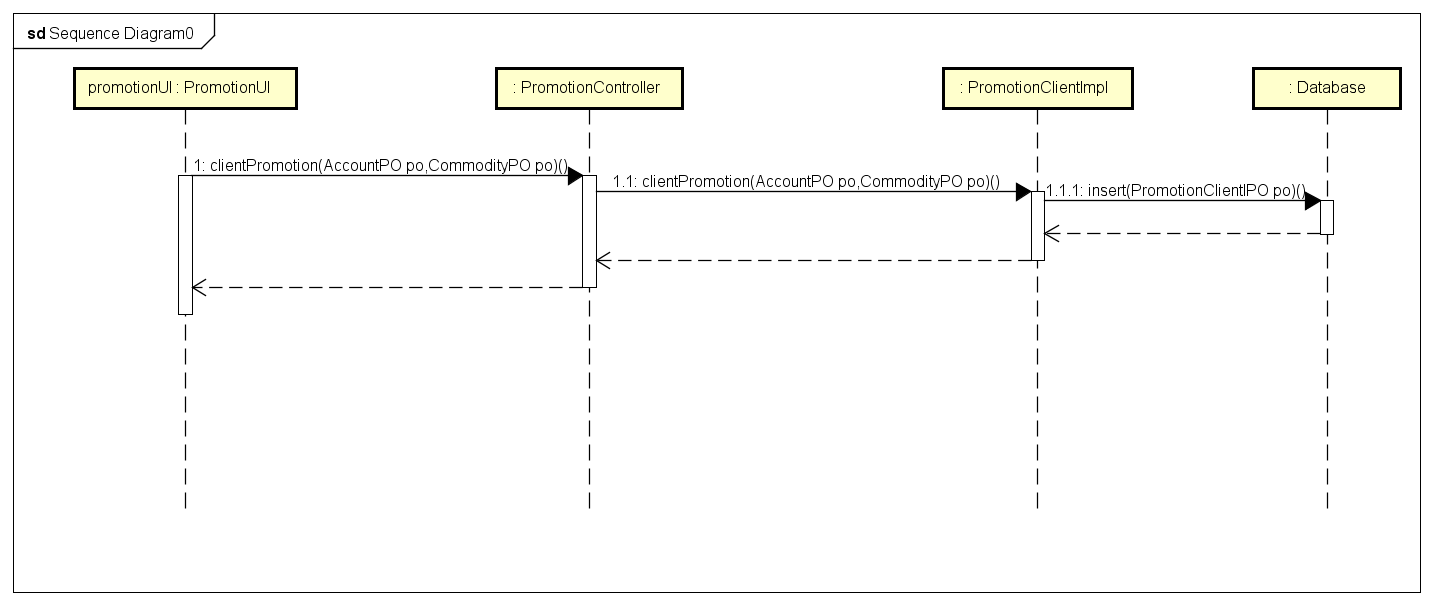 sd Sequence Diagram0
promotionUI : PromotionUI
: PromotionController
: PromotionClientImpl
: Database
1: clientPromotion(AccountPO po,CommodityPO po)()
1.1: clientPromotion(AccountPO po,CommodityPO po)()
1.1.1: insert(PromotionClientIPO po)()